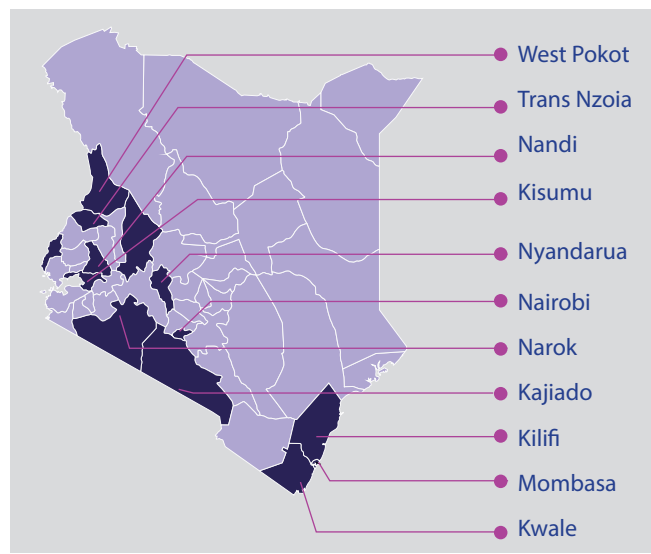 West Pokot
Trans Nzoia
Nandi
Kisumu
Nyandarua
Nairobi
Narok
Kajiado
Kilifi
Mombasa
Kwale